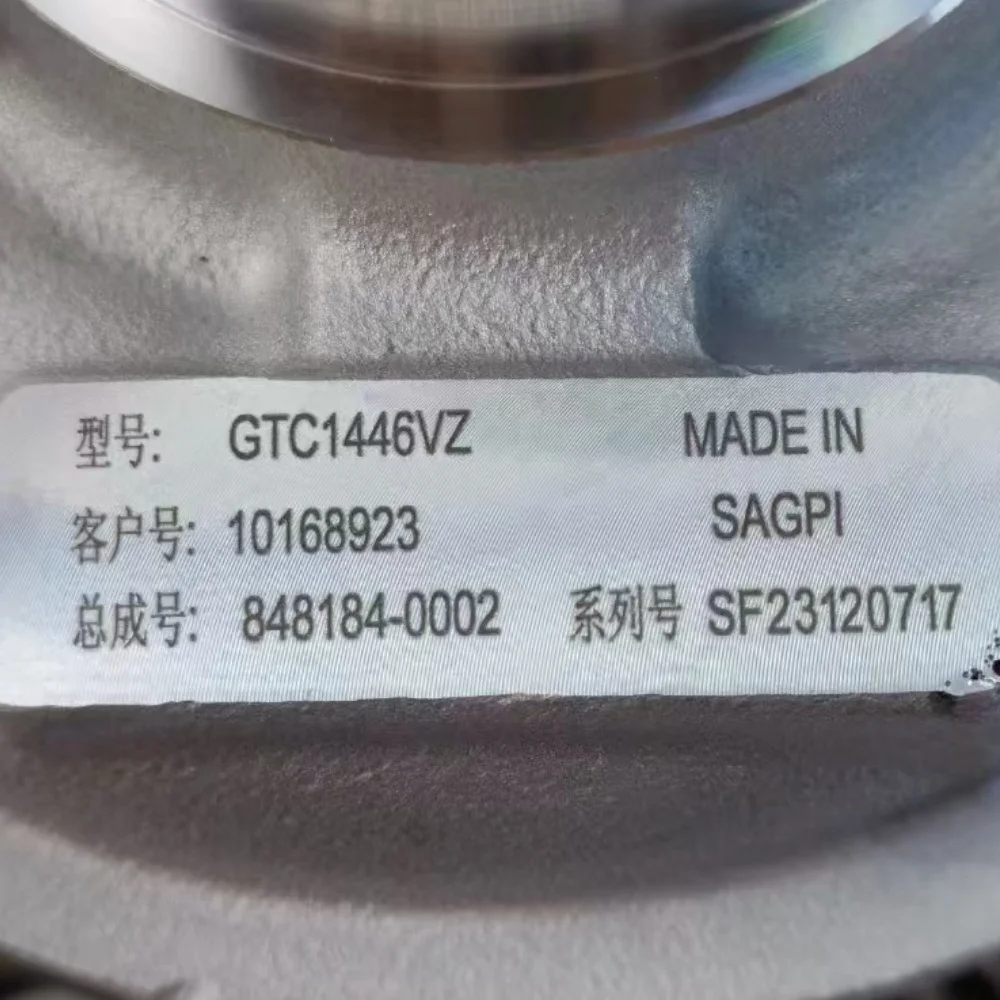 型号: GTC1446VZ MADE IN
客户号: 10168923 SAGPI
总成号: 848184-0002 系列号 SF23120717